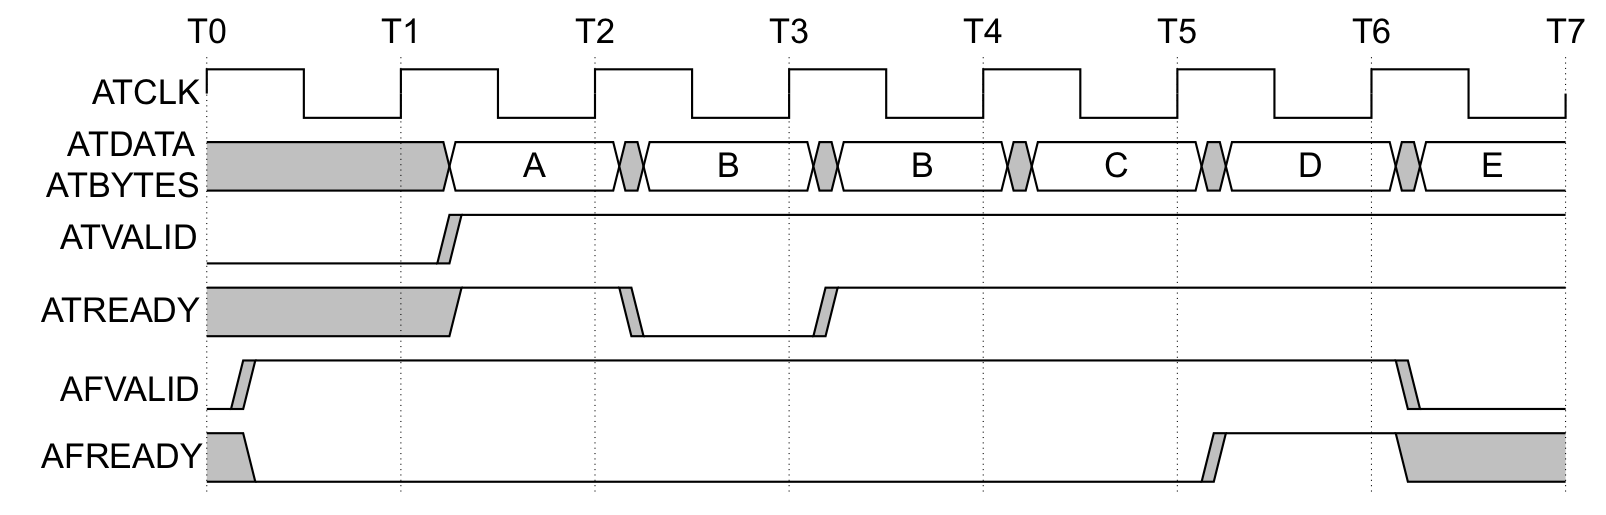 T0 T1 T2 T3 T4 T5 T6 T7
ATCLK
ATDATA
ATBYTES
A B B C D E
ATVALID
ATREADY
AFVALID
AFREADY